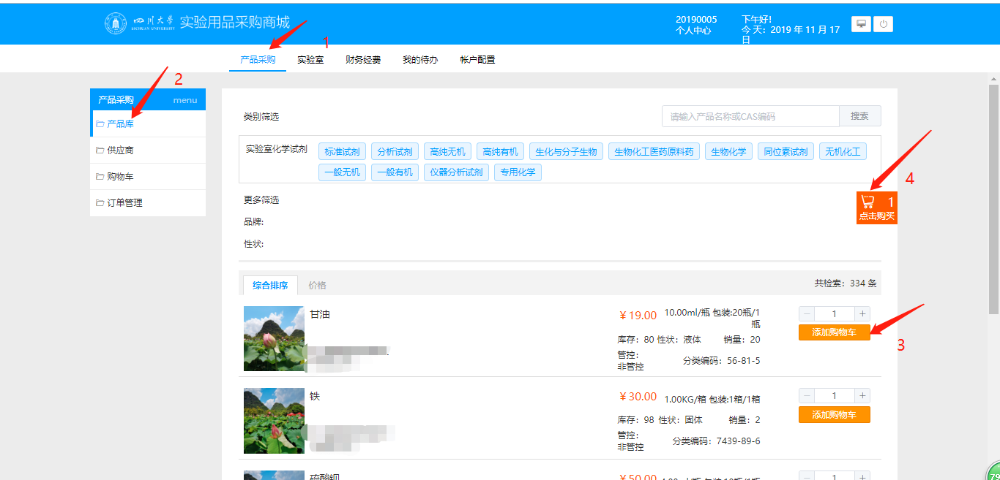 四川大学
SICHUAN UNIVERSITY
实验用品采购商城
20190005
个人中心
下午好!
今天：2019 年 11 月 17
日
产品采购
实验室
财务经费
我的待办
帐户配置
1
2
产品采购
menu
产品库
供应商
购物车
订单管理
类别筛选
请输入产品名称或CAS编码
搜索
实验室化学试剂
标准试剂
分析试剂
高纯无机
高纯有机
生化与分子生物
生物化工医药原料药
生物化学
同位素试剂
无机化工
一般无机
一般有机
仪器分析试剂
专用化学
4
1
点击购买
更多筛选
品牌:
性状:
综合排序
价格
共检索：334 条
甘油
￥19.00
10.00ml/瓶 包装:20瓶/1
瓶
库存：80 性状：液体
销量：20
管控：
非管控
分类编码：56-81-5
1
添加购物车
3
铁
￥30.00
1.00KG/箱 包装:1箱/1箱
库存：98 性状：固体
销量：2
管控：
非管控
分类编码：7439-89-6
1
添加购物车
￥50.00
1